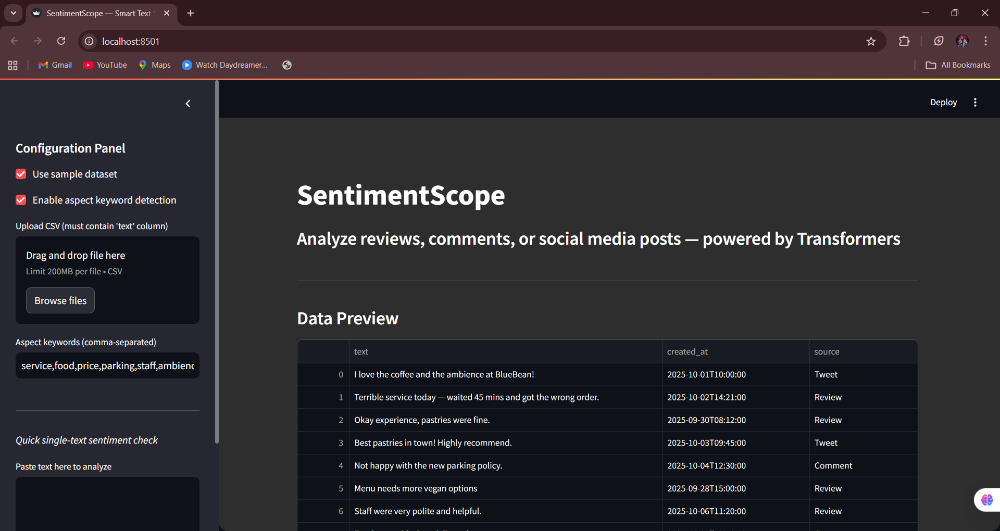 SentimentScope — Smart Text
localhost:8501
Gmail
YouTube
Maps
Watch Daydreamer...
All Bookmarks
Deploy
Configuration Panel
Use sample dataset
Enable aspect keyword detection
Upload CSV (must contain 'text' column)
Drag and drop file here
Limit 200MB per file • CSV
Browse files
Aspect keywords (comma-separated)
service,food,price,parking,staff,ambienc
Quick single-text sentiment check
Paste text here to analyze
SentimentScope
Analyze reviews, comments, or social media posts — powered by Transformers
Data Preview
text created_at source
0 I love the coffee and the ambience at BlueBean! 2025-10-01T10:00:00 Tweet
1 Terrible service today — waited 45 mins and got the wrong order. 2025-10-02T14:21:00 Review
2 Okay experience, pastries were fine. 2025-09-30T08:12:00 Review
3 Best pastries in town! Highly recommend. 2025-10-03T09:45:00 Tweet
4 Not happy with the new parking policy. 2025-10-04T12:30:00 Comment
5 Menu needs more vegan options 2025-09-28T15:00:00 Review
6 Staff were very polite and helpful. 2025-10-06T11:20:00 Review